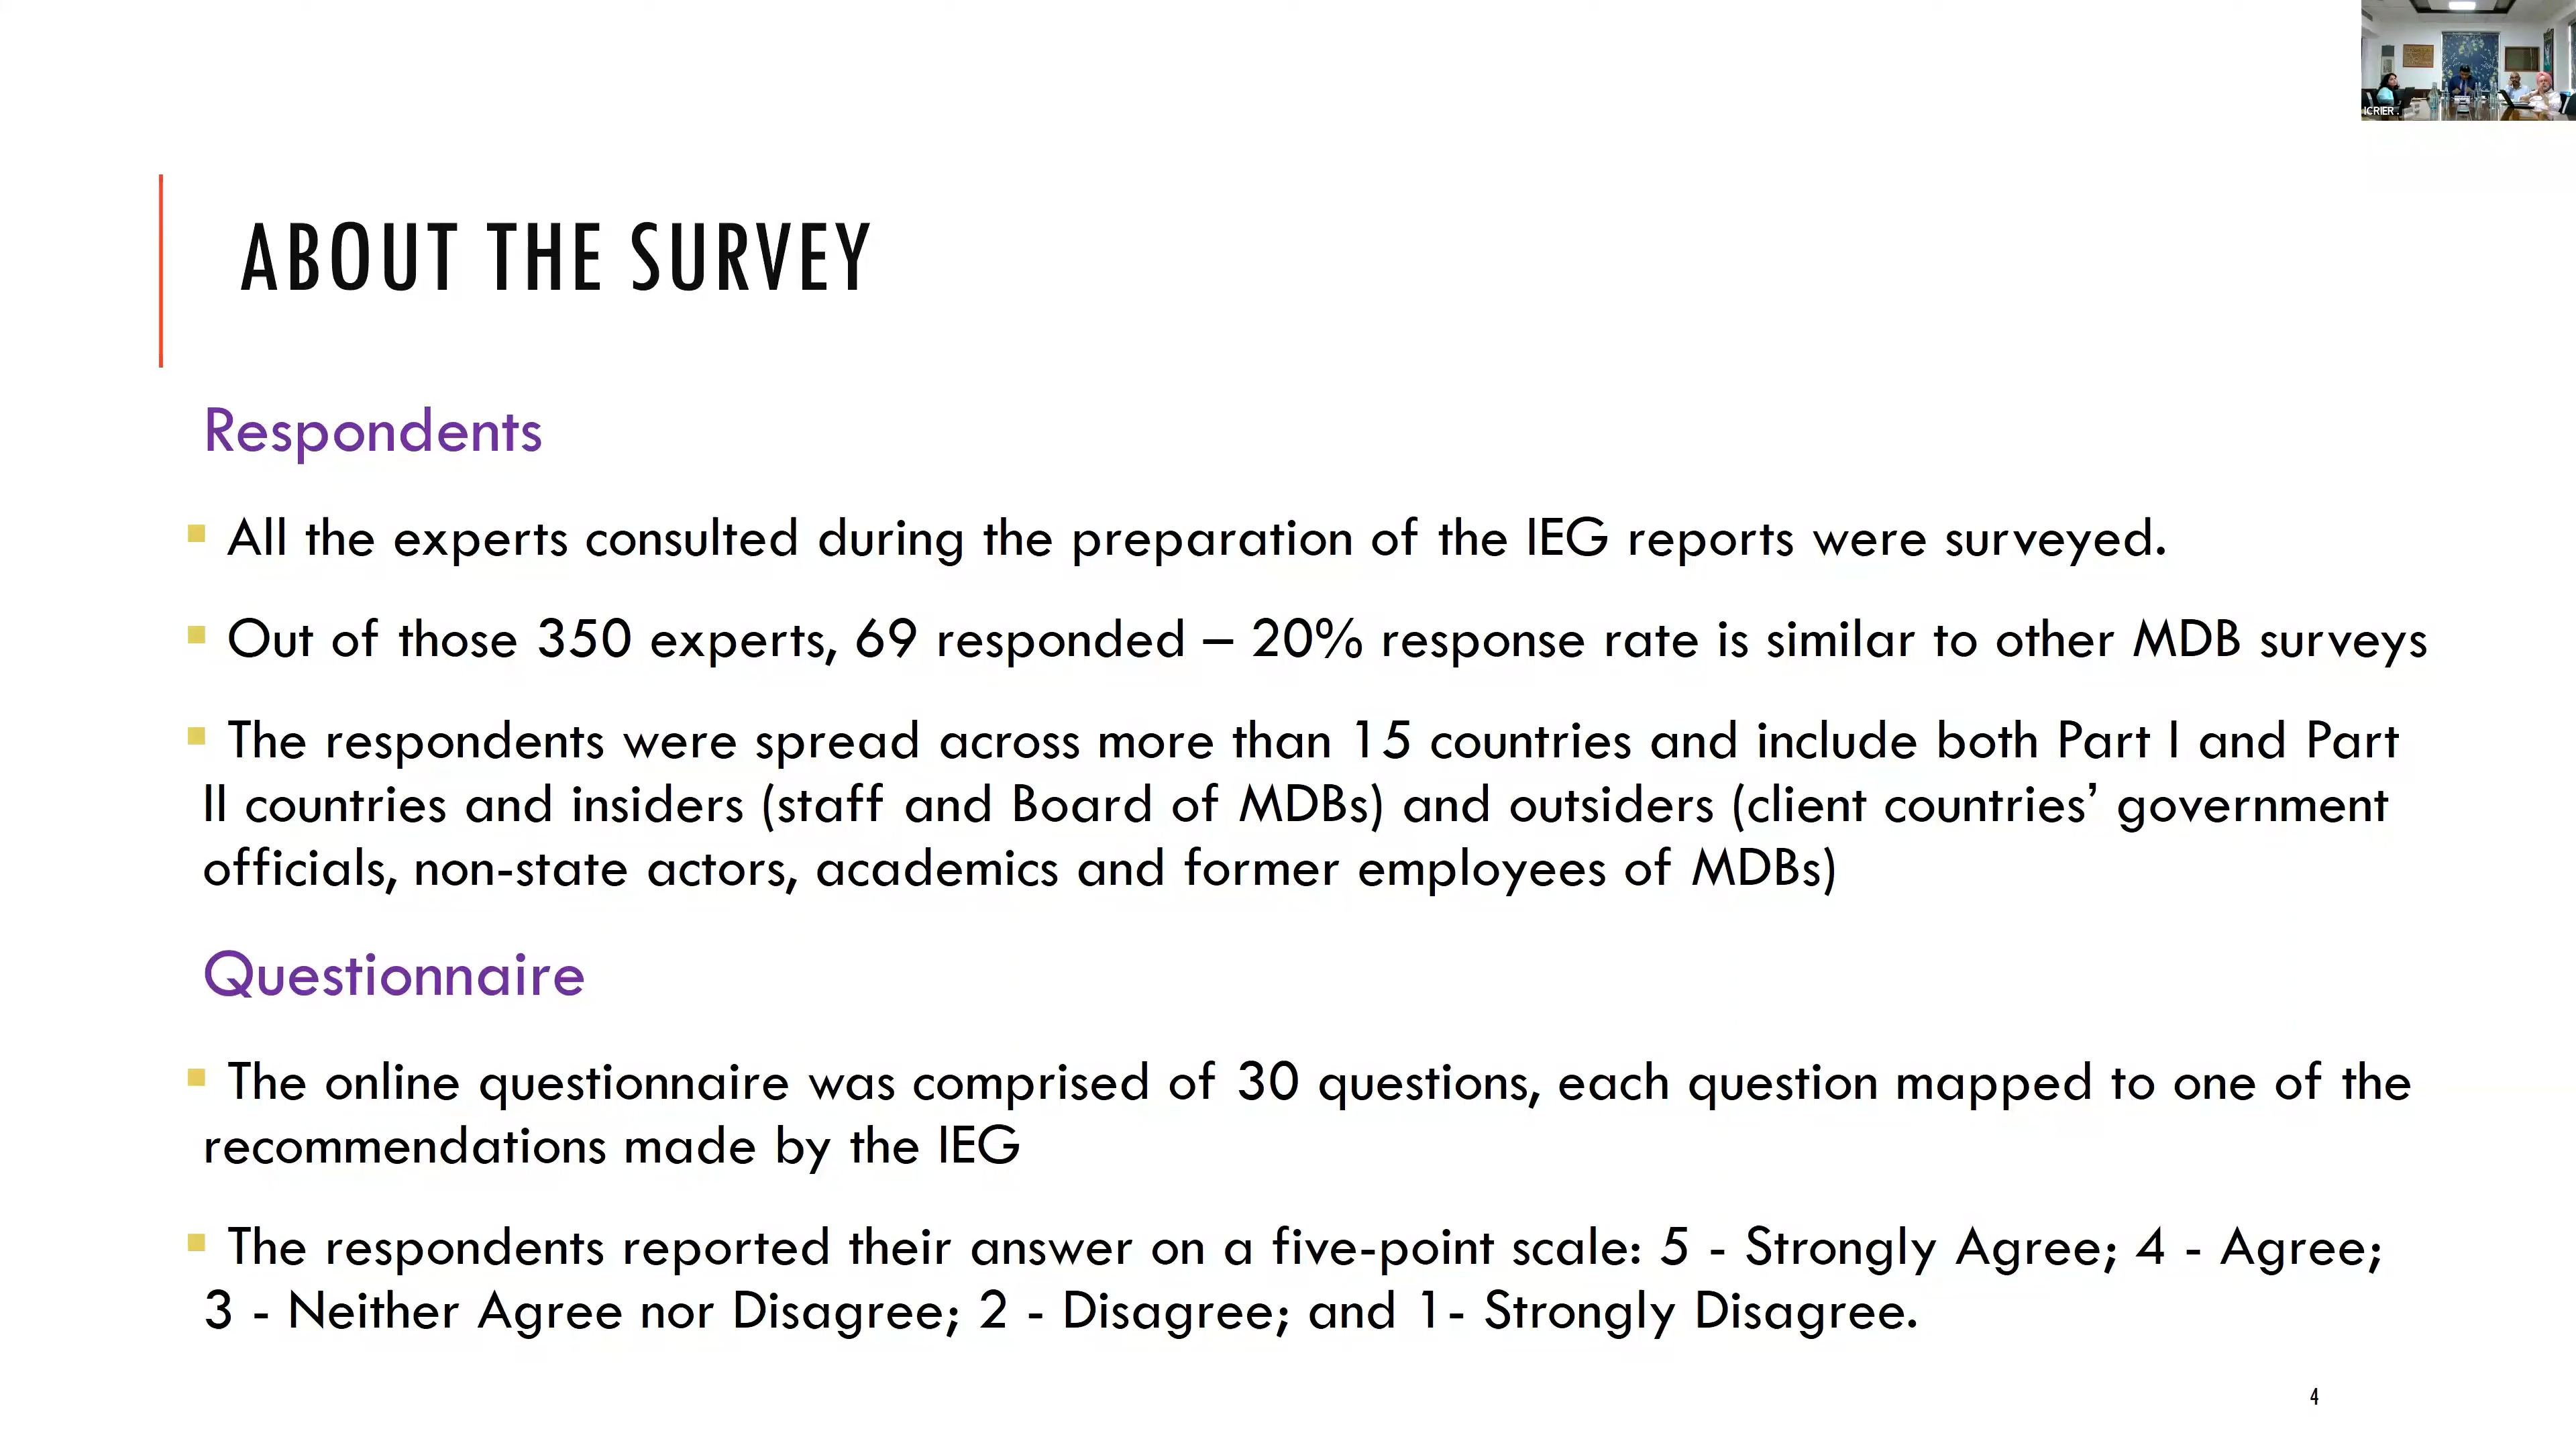 ICRIER .
ABOUT THE SURVEY
Respondents
▪ All the experts consulted during the preparation of the IEG reports were surveyed.
▪ Out of those 350 experts, 69 responded – 20% response rate is similar to other MDB surveys
▪ The respondents were spread across more than 15 countries and include both Part I and Part
II countries and insiders (staff and Board of MDBs) and outsiders (client countries’ government
officials, non-state actors, academics and former employees of MDBs)
Questionnaire
▪ The online questionnaire was comprised of 30 questions, each question mapped to one of the
recommendations made by the IEG
▪ The respondents reported their answer on a five-point scale: 5 - Strongly Agree; 4 - Agree;
3 - Neither Agree nor Disagree; 2 - Disagree; and 1- Strongly Disagree.
4